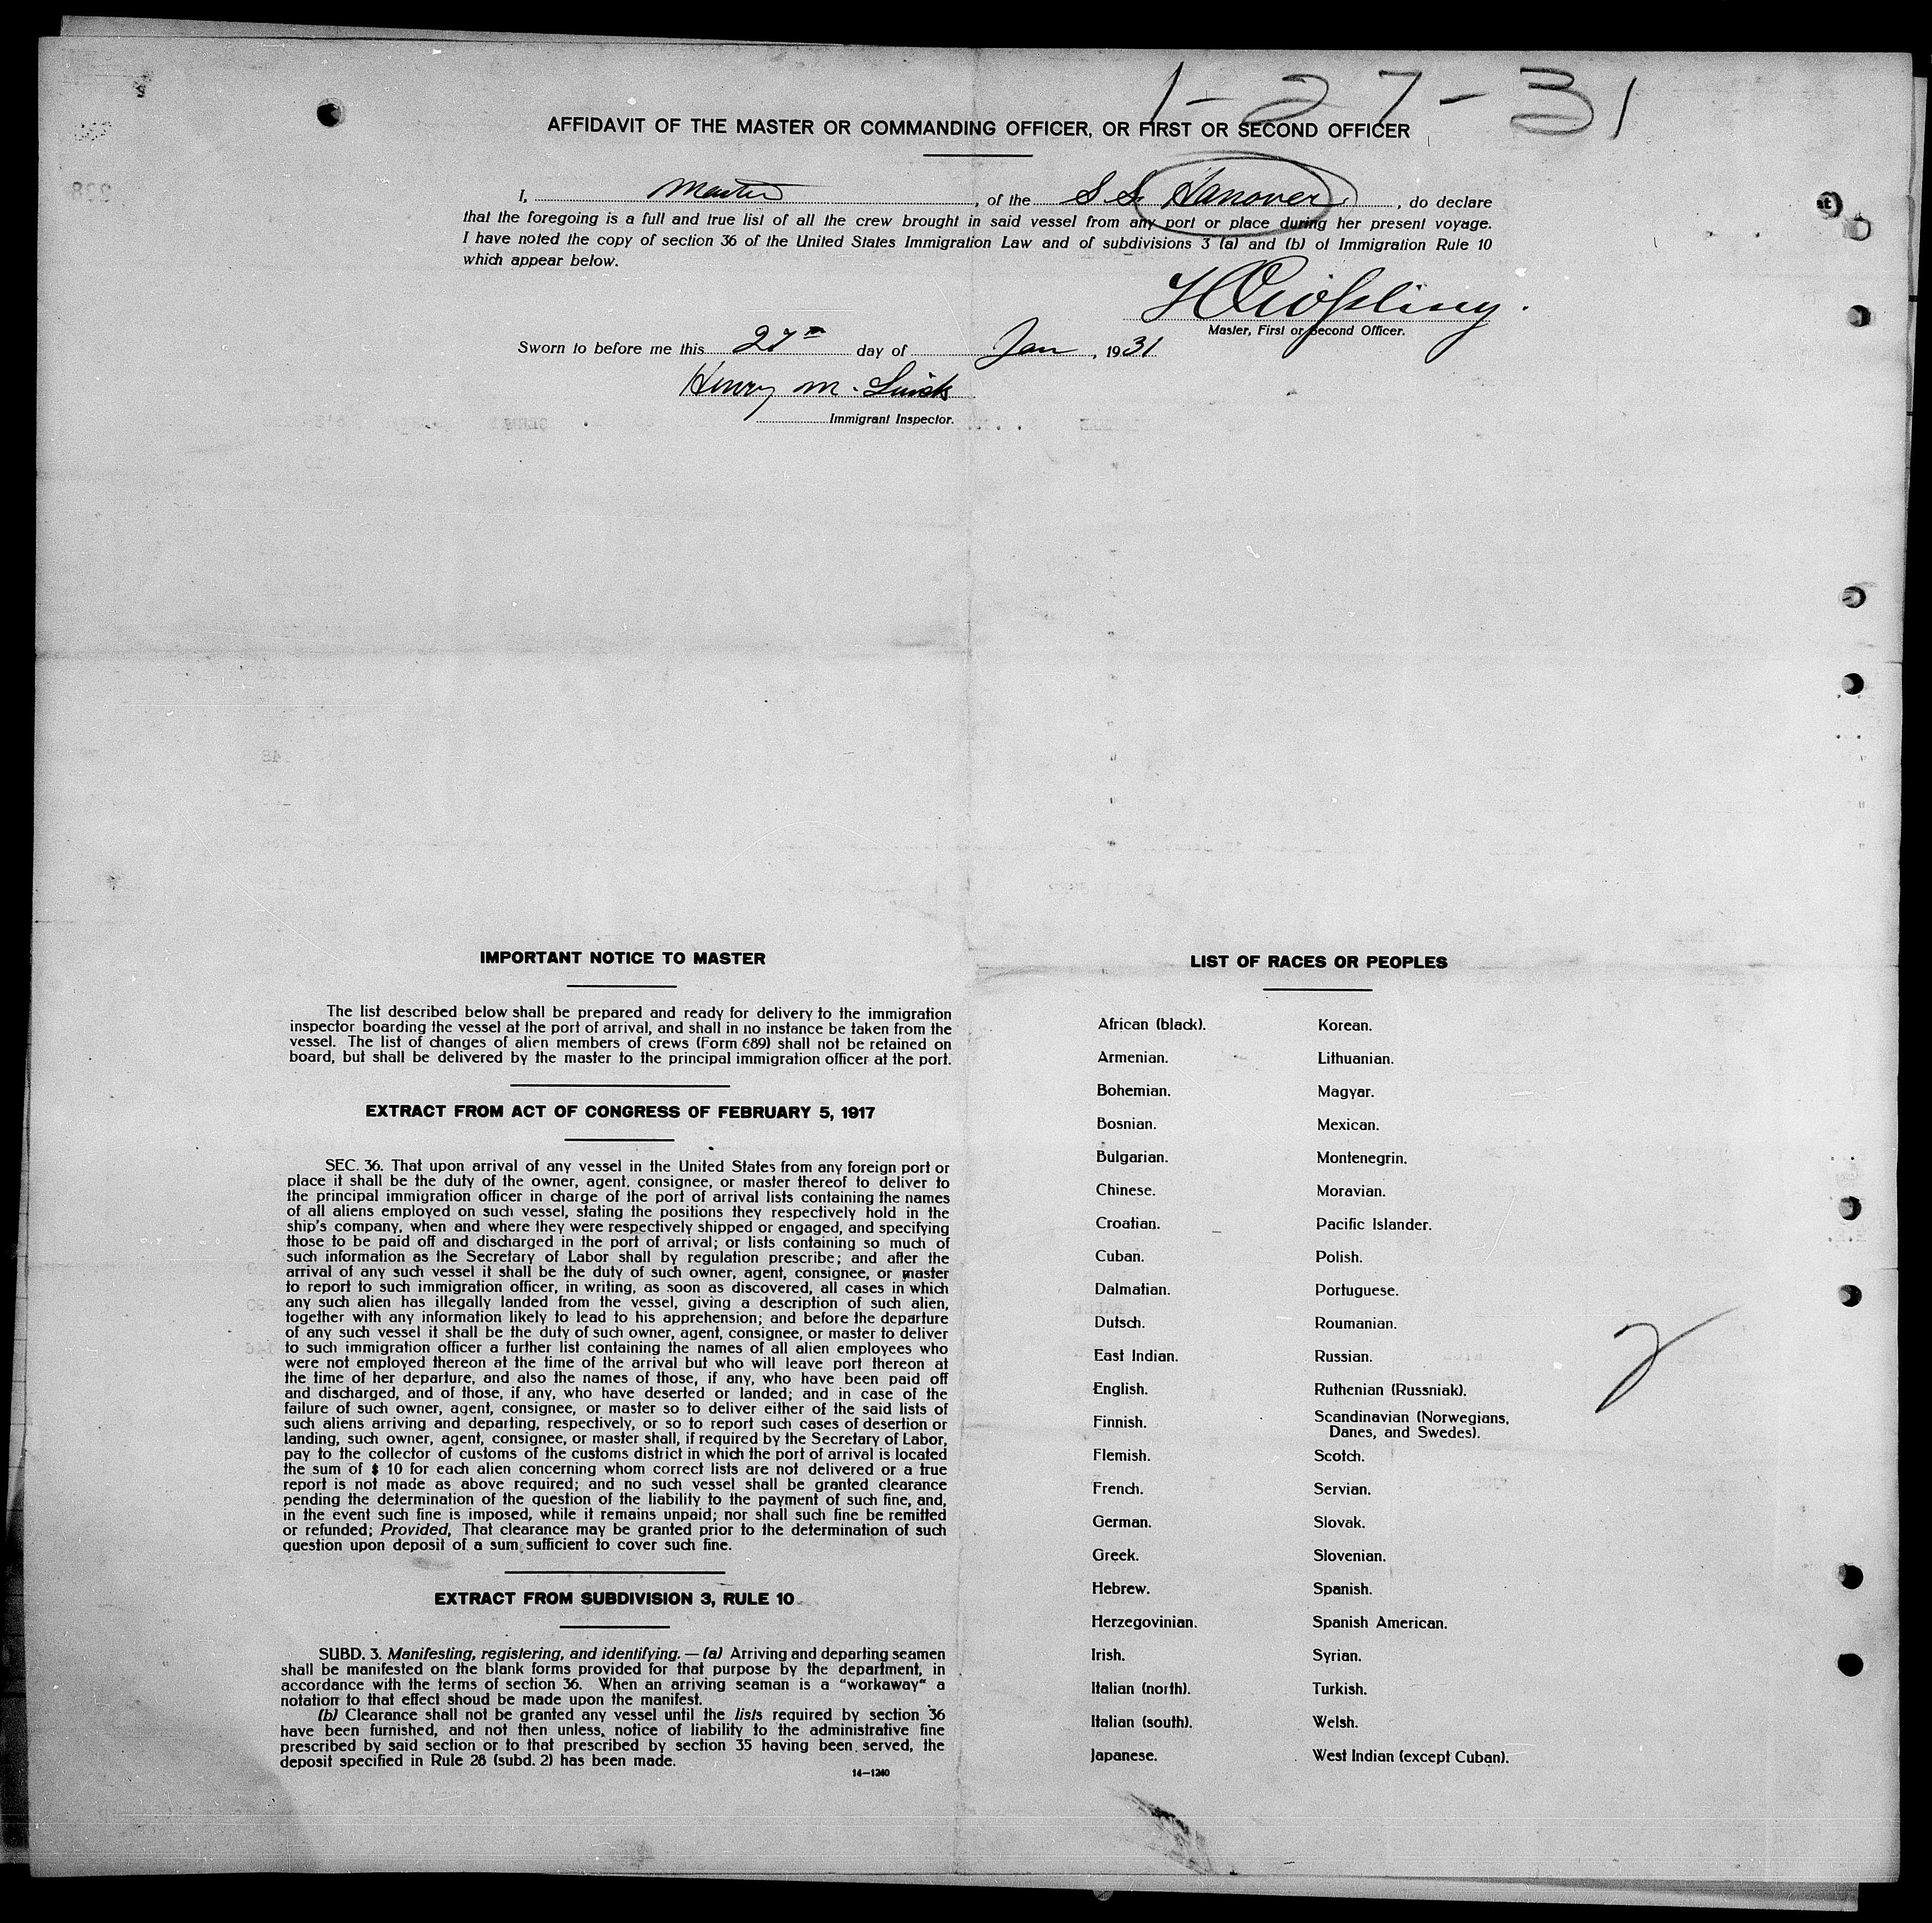 1-27-31
AFFIDAVIT OF THE MASTER OR COMMANDING OFFICER, OR FIRST OR SECOND OFFICER
I, Master, of the S.S. Hanover, do declare
that the foregoing is a full and true list of all the crew brought in said vessel from any port or place during her present voyage.
I have noted the copy of section 36 of the United States Immigration Law and of subdivisions 3 (a) and (b) of Immigration Rule 10
which appear below.
Master, First or Second Officer.
Sworn to before me this 27th day of Jan, 1931
Henry M.
Immigrant Inspector.
IMPORTANT NOTICE TO MASTER
The list described below shall be prepared and ready for delivery to the immigration
inspector boarding the vessel at the port of arrival, and shall in no instance be taken from the
vessel. The list of changes of alien members of crews (Form 689) shall not be retained on
board, but shall be delivered by the master to the principal immigration officer at the port.
EXTRACT FROM ACT OF CONGRESS OF FEBRUARY 5, 1917
SEC. 36. That upon arrival of any vessel in the United States from any foreign port or
place it shall be the duty of the owner, agent, consignee, or master thereof to deliver to
the principal immigration officer in charge of the port of arrival lists containing the names
of all aliens employed on such vessel, stating the positions they respectively hold in the
ship's company, when and where they were respectively shipped or engaged, and specifying
those to be paid off and discharged in the port of arrival; or lists containing so much of
such information as the Secretary of Labor shall by regulation prescribe; and after the
arrival of any such vessel it shall be the duty of such owner, agent, consignee, or master
to report to such immigration officer, in writing, as soon as discovered, all cases in which
any such alien has illegally landed from the vessel, giving a description of such alien,
together with any information likely to lead to his apprehension; and before the departure
of any such vessel it shall be the duty of such owner, agent, consignee, or master to deliver
to such immigration officer a further list containing the names of all alien employees who
were not employed thereon at the time of the arrival but who will leave port thereon at
the time of her departure, and also the names of those, if any, who have been paid off
and discharged, and of those, if any, who have deserted or landed; and in case of the
failure of such owner, agent, consignee, or master so to deliver either of the said lists of
such aliens arriving and departing, respectively, or so to report such cases of desertion or
landing, such owner, agent, consignee, or master shall, if required by the Secretary of Labor,
pay to the collector of customs of the customs district in which the port of arrival is located
the sum of $ 10 for each alien concerning whom correct lists are not delivered or a true
report is not made as above required; and no such vessel shall be granted clearance
pending the determination of the question of the liability to the payment of such fine, and,
in the event such fine is imposed, while it remains unpaid; nor shall such fine be remitted
or refunded; Provided, That clearance may be granted prior to the determination of such
question upon deposit of a sum sufficient to cover such fine.
EXTRACT FROM SUBDIVISION 3, RULE 10
SUBD. 3. Manifesting, registering, and identifying. — (a) Arriving and departing seamen
shall be manifested on the blank forms provided for that purpose by the department, in
accordance with the terms of section 36. When an arriving seaman is a "workaway" a
notation to that effect shoud be made upon the manifest.
(b) Clearance shall not be granted any vessel until the lists required by section 36
have been furnished, and not then unless, notice of liability to the administrative fine
prescribed by said section or to that prescribed by section 35 having been served, the
deposit specified in Rule 28 (subd. 2) has been made.
14—1240
LIST OF RACES OR PEOPLES
African (black).
Armenian.
Bohemian.
Bosnian.
Bulgarian.
Chinese.
Croatian.
Cuban.
Dalmatian.
Dutsch.
East Indian.
English.
Finnish.
Flemish.
French.
German.
Greek.
Hebrew.
Herzegovinian.
Irish.
Italian (north).
Italian (south).
Japanese.
Korean.
Lithuanian.
Magyar.
Mexican.
Montenegrin.
Moravian.
Pacific Islander.
Polish.
Portuguese.
Roumanian.
Russian.
Ruthenian (Russniak).
Scandinavian (Norwegians,
Danes, and Swedes).
Scotch.
Servian.
Slovak.
Slovenian.
Spanish.
Spanish American.
Syrian.
Turkish.
Welsh.
West Indian (except Cuban).
2